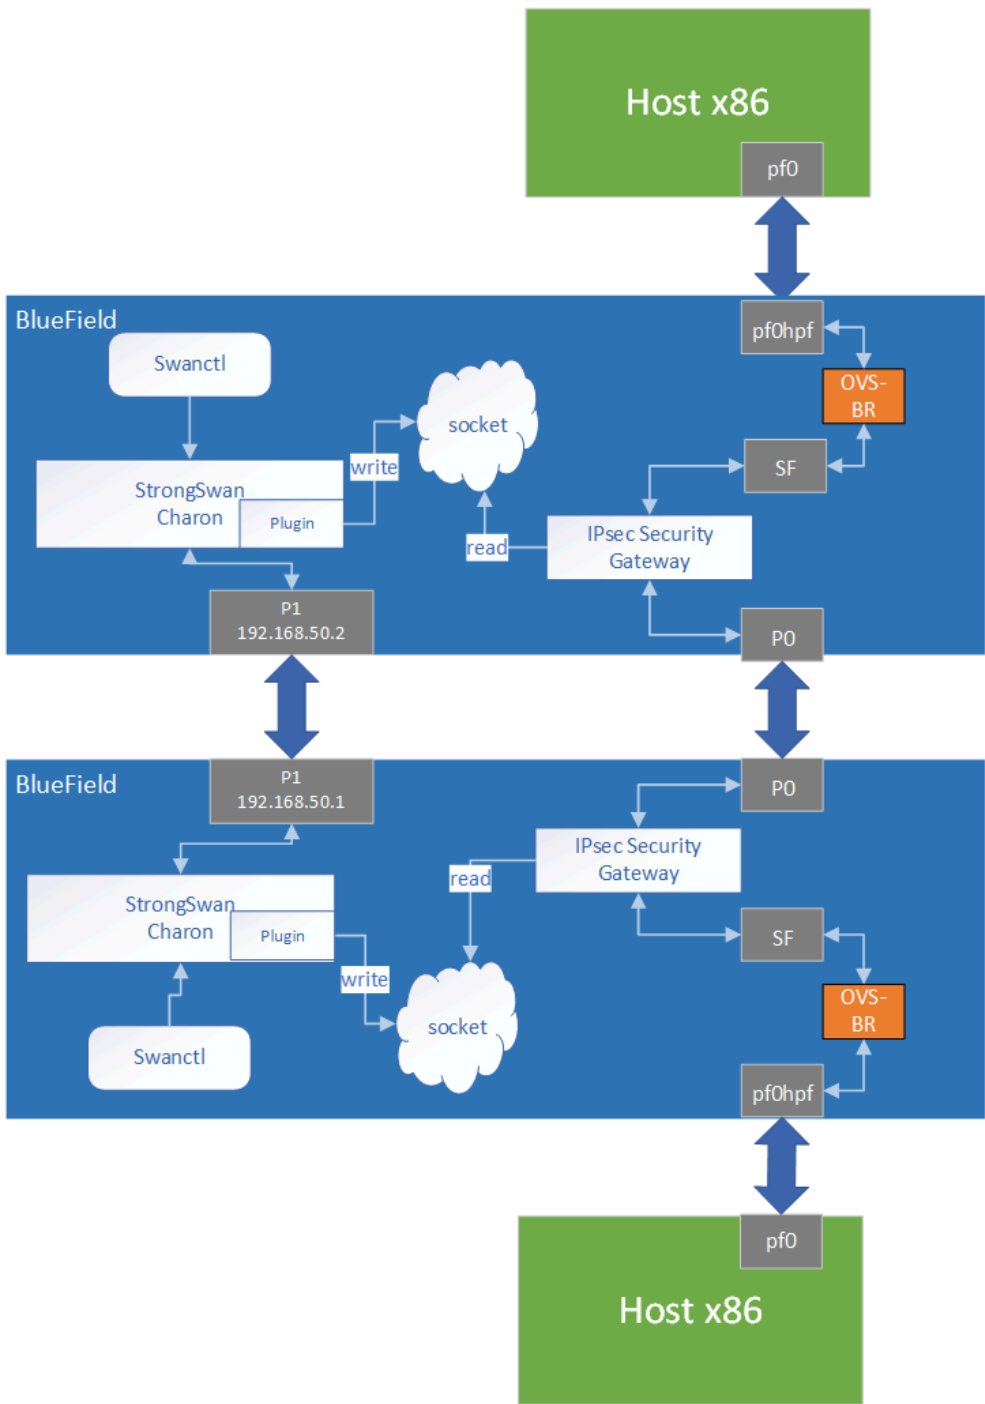 Host x86
pf0
BlueField
pf0hpf
Swanctl
OVS-
BR
socket
write
SF
StrongSwan
Charon
Plugin
IPsec Security
Gateway
read
P1
192.168.50.2
P0
BlueField
P1
192.168.50.1
P0
IPsec Security
Gateway
read
StrongSwan
Charon
Plugin
SF
write
OVS-
BR
socket
Swanctl
pf0hpf
pf0
Host x86